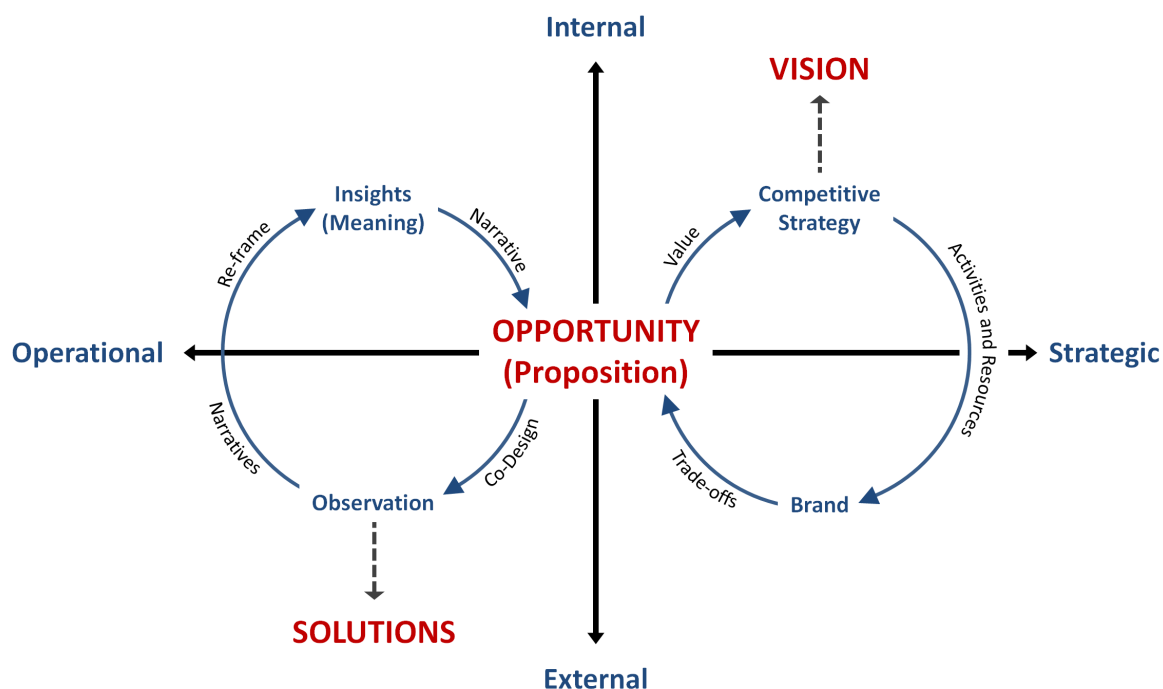 Internal
VISION
Insights
(Meaning)
Competitive
Strategy
Re-frame
Narrative
Value
Activities and Resources
OPPORTUNITY
(Proposition)
Operational
Strategic
Narratives
Co-Design
Trade-offs
Observation
Brand
SOLUTIONS
External